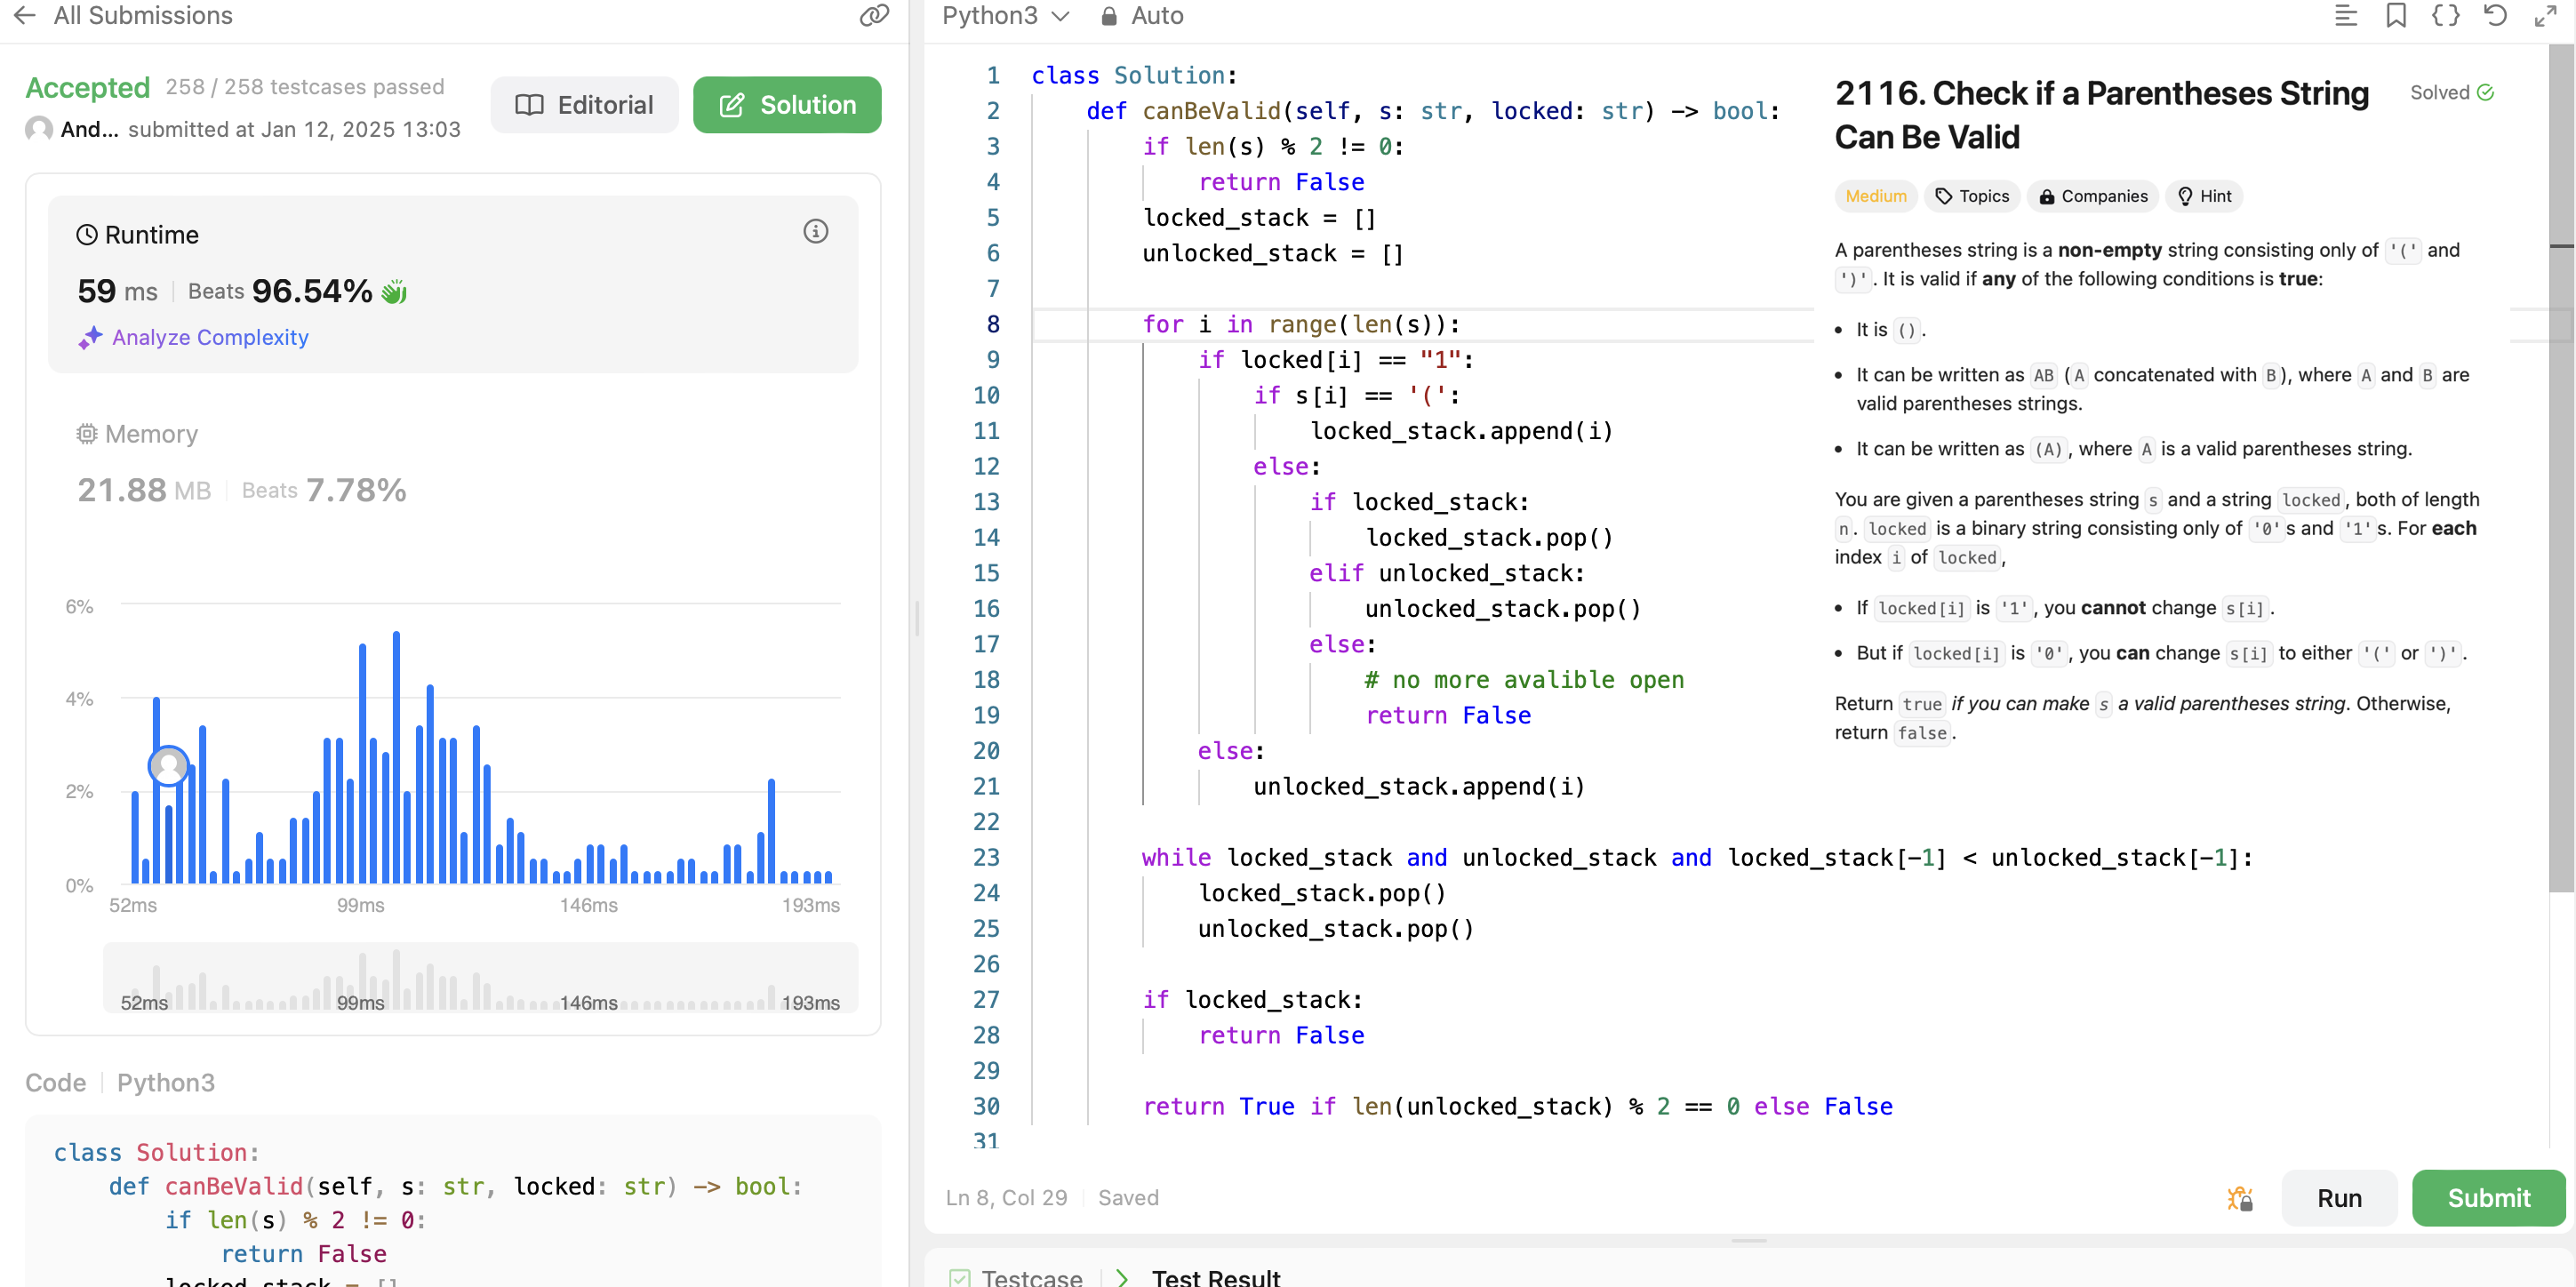 All Submissions
Accepted 258 / 258 testcases passed
And... submitted at Jan 12, 2025 13:03
Editorial
Solution
Runtime
59 ms Beats 96.54%
Analyze Complexity
Memory
21.88 MB Beats 7.78%
6%
4%
2%
0%
52ms 99ms 146ms 193ms
52ms 99ms 146ms 193ms
Code Python3
class Solution:
    def canBeValid(self, s: str, locked: str) -> bool:
        if len(s) % 2 != 0:
            return False
        locked_stack = []
Python3 Auto
1 class Solution:
2     def canBeValid(self, s: str, locked: str) -> bool:
3         if len(s) % 2 != 0:
4             return False
5         locked_stack = []
6         unlocked_stack = []
7
8         for i in range(len(s)):
9             if locked[i] == "1":
10                 if s[i] == '(':
11                     locked_stack.append(i)
12                 else:
13                     if locked_stack:
14                         locked_stack.pop()
15                     elif unlocked_stack:
16                         unlocked_stack.pop()
17                     else:
18                         # no more avalible open
19                         return False
20             else:
21                 unlocked_stack.append(i)
22
23         while locked_stack and unlocked_stack and locked_stack[-1] < unlocked_stack[-1]:
24             locked_stack.pop()
25             unlocked_stack.pop()
26
27         if locked_stack:
28             return False
29
30         return True if len(unlocked_stack) % 2 == 0 else False
31
2116. Check if a Parentheses String
Can Be Valid
Solved
Medium Topics Companies Hint
A parentheses string is a non-empty string consisting only of '(' and
')'. It is valid if any of the following conditions is true:
• It is ().
• It can be written as AB (A concatenated with B), where A and B are
valid parentheses strings.
• It can be written as (A), where A is a valid parentheses string.
You are given a parentheses string s and a string locked, both of length
n. locked is a binary string consisting only of '0's and '1's. For each
index i of locked,
• If locked[i] is '1', you cannot change s[i].
• But if locked[i] is '0', you can change s[i] to either '(' or ')'.
Return true if you can make s a valid parentheses string. Otherwise,
return false.
Ln 8, Col 29 Saved
Run
Submit
Testcase Test Result